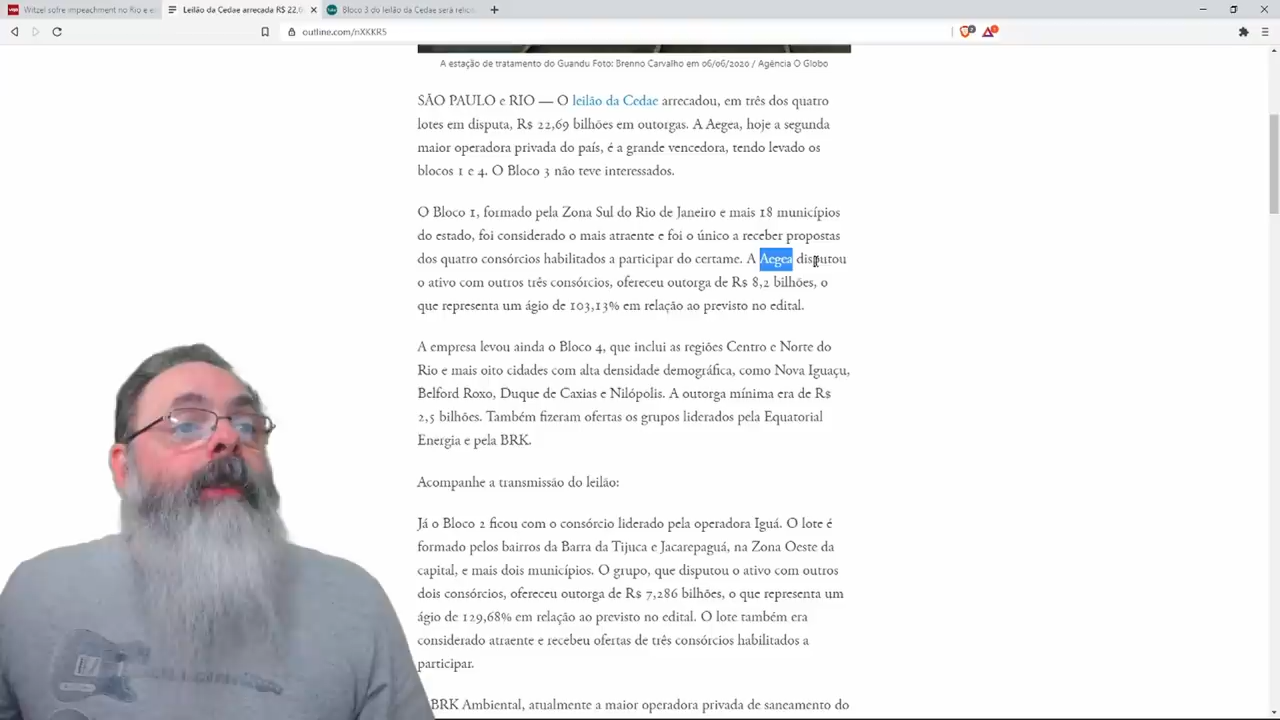 Witzel sofre impeachment no Rio e e
Leilão da Cedae arrecada R$ 22,6
Bloco 3 do leilão da Cedae será relic
outline.com/nXKKR5
A estação de tratamento do Guandu Foto: Brenno Carvalho em 06/06/2020 / Agência O Globo
SÃO PAULO e RIO — O leilão da Cedae arrecadou, em três dos quatro
lotes em disputa, R$ 22,69 bilhões em outorgas. A Aegea, hoje a segunda
maior operadora privada do país, é a grande vencedora, tendo levado os
blocos 1 e 4. O Bloco 3 não teve interessados.
O Bloco 1, formado pela Zona Sul do Rio de Janeiro e mais 18 municípios
do estado, foi considerado o mais atraente e foi o único a receber propostas
dos quatro consórcios habilitados a participar do certame. A Aegea disputou
o ativo com outros três consórcios, ofereceu outorga de R$ 8,2 bilhões, o
que representa um ágio de 103,13% em relação ao previsto no edital.
A empresa levou ainda o Bloco 4, que inclui as regiões Centro e Norte do
Rio e mais oito cidades com alta densidade demográfica, como Nova Iguaçu,
Belford Roxo, Duque de Caxias e Nilópolis. A outorga mínima era de R$
2,5 bilhões. Também fizeram ofertas os grupos liderados pela Equatorial
Energia e pela BRK.
Acompanhe a transmissão do leilão:
Já o Bloco 2 ficou com o consórcio liderado pela operadora Iguá. O lote é
formado pelos bairros da Barra da Tijuca e Jacarepaguá, na Zona Oeste da
capital, e mais dois municípios. O grupo, que disputou o ativo com outros
dois consórcios, ofereceu outorga de R$ 7,286 bilhões, o que representa um
ágio de 129,68% em relação ao previsto no edital. O lote também era
considerado atraente e recebeu ofertas de três consórcios habilitados a
participar.
BRK Ambiental, atualmente a maior operadora privada de saneamento do